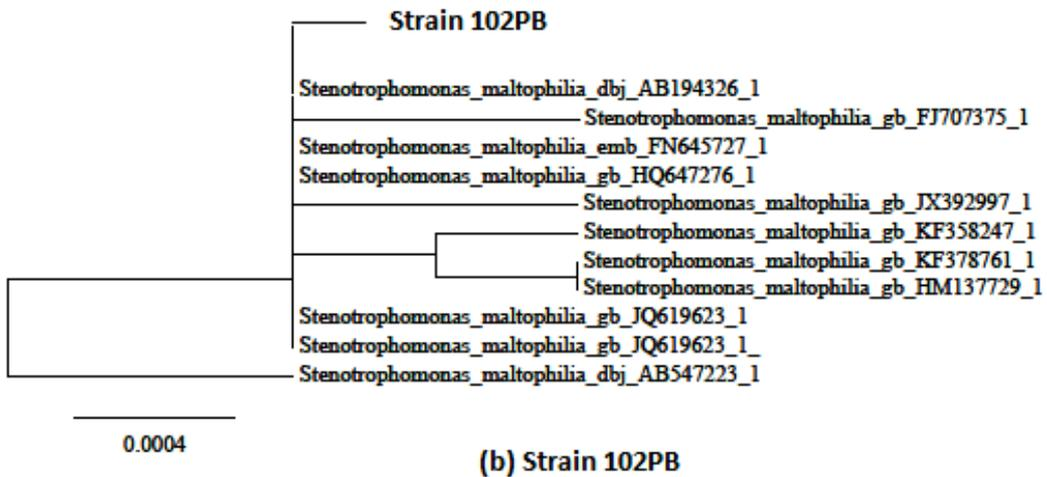 Strain 102PB
Stenotrophomonas_maltophilia_dbj_AB194326_1
Stenotrophomonas_maltophilia_gb_FJ707375_1
Stenotrophomonas_maltophilia_emb_FN645727_1
Stenotrophomonas_maltophilia_gb_HQ647276_1
Stenotrophomonas_maltophilia_gb_JX392997_1
Stenotrophomonas_maltophilia_gb_KF358247_1
Stenotrophomonas_maltophilia_gb_KF378761_1
Stenotrophomonas_maltophilia_gb_HM137729_1
Stenotrophomonas_maltophilia_gb_JQ619623_1
Stenotrophomonas_maltophilia_gb_JQ619623_1_
Stenotrophomonas_maltophilia_dbj_AB547223_1
0.0004
(b) Strain 102PB